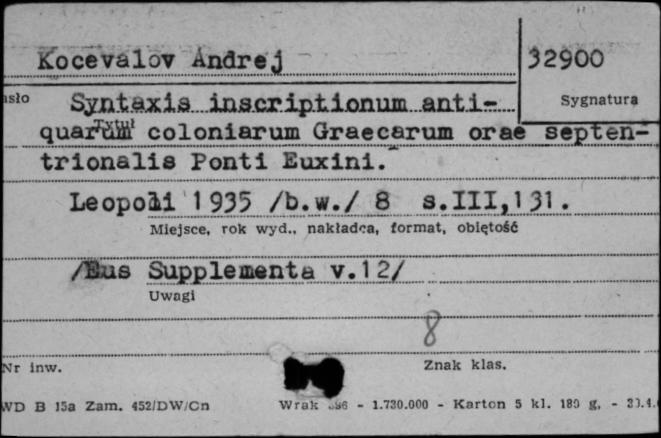 Kocevalov Andrej
32900
asło
Sygnatura
Syntaxis inscriptionum anti-
Tytuł
quarum coloniarum Graecarum orae septen-
trionalis Ponti Euxini.
Leopoli 1935 /b.w./ 8 s.III,131.
Miejsce, rok wyd., nakładca, format, objętość
/Eus Supplementa v.12/
Uwagi
8
Nr inw.
Znak klas.
WD B 15a Zam. 452/DW/Cn Wrak - 1.730.000 - Karton 5 kl. 180 g, -